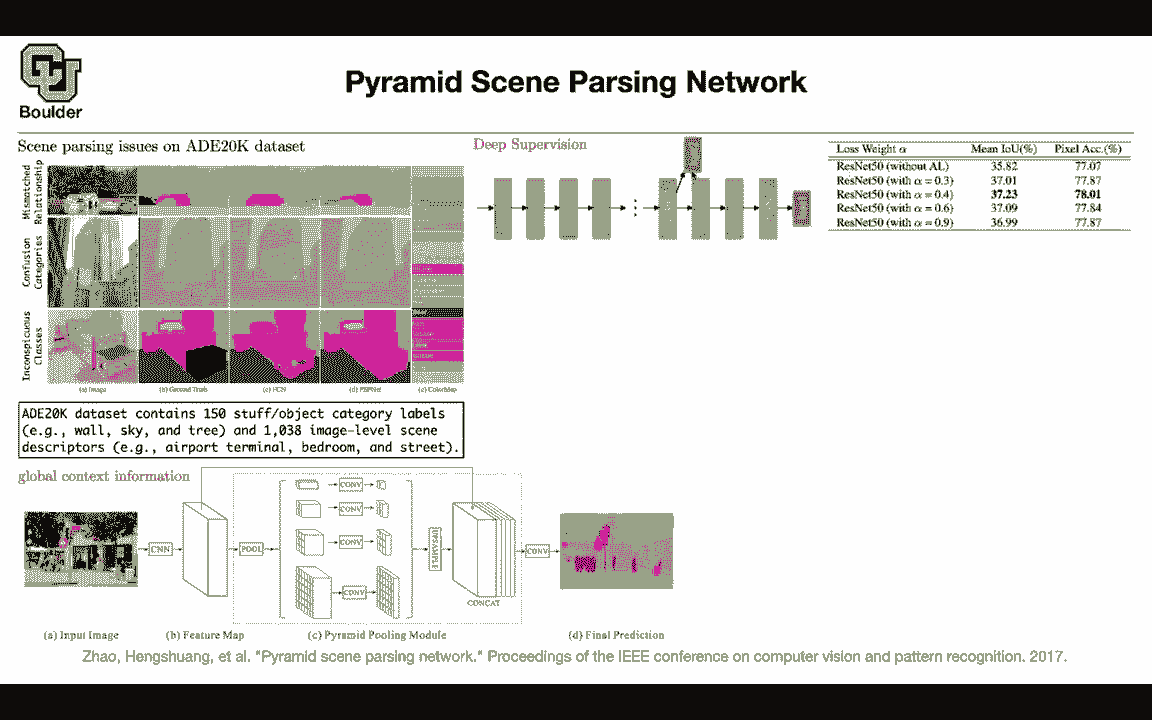 Boulder
Pyramid Scene Parsing Network
Scene parsing issues on ADE20K dataset
Mismatched
Relationship
Confusion
Categories
Inconspicuous
Classes
(a) Image
(b) Ground Truth
(c) FCN
(d) PSPNet
(e) ColorMap
ADE20K dataset contains 150 stuff/object category labels
(e.g., wall, sky, and tree) and 1,038 image-level scene
descriptors (e.g., airport terminal, bedroom, and street).
Deep Supervision
Loss Weight α Mean IoU(%) Pixel Acc.(%)
ResNet50 (without AL) 35.82 77.07
ResNet50 (with α = 0.3) 37.01 77.87
ResNet50 (with α = 0.4) 37.23 78.01
ResNet50 (with α = 0.6) 37.09 77.84
ResNet50 (with α = 0.9) 36.99 77.87
global context information
CNN
POOL
CONV
CONV
CONV
CONV
UPSAMPLE
CONCAT
CONV
(a) Input Image
(b) Feature Map
(c) Pyramid Pooling Module
(d) Final Prediction
Zhao, Hengshuang, et al. "Pyramid scene parsing network." Proceedings of the IEEE conference on computer vision and pattern recognition. 2017.